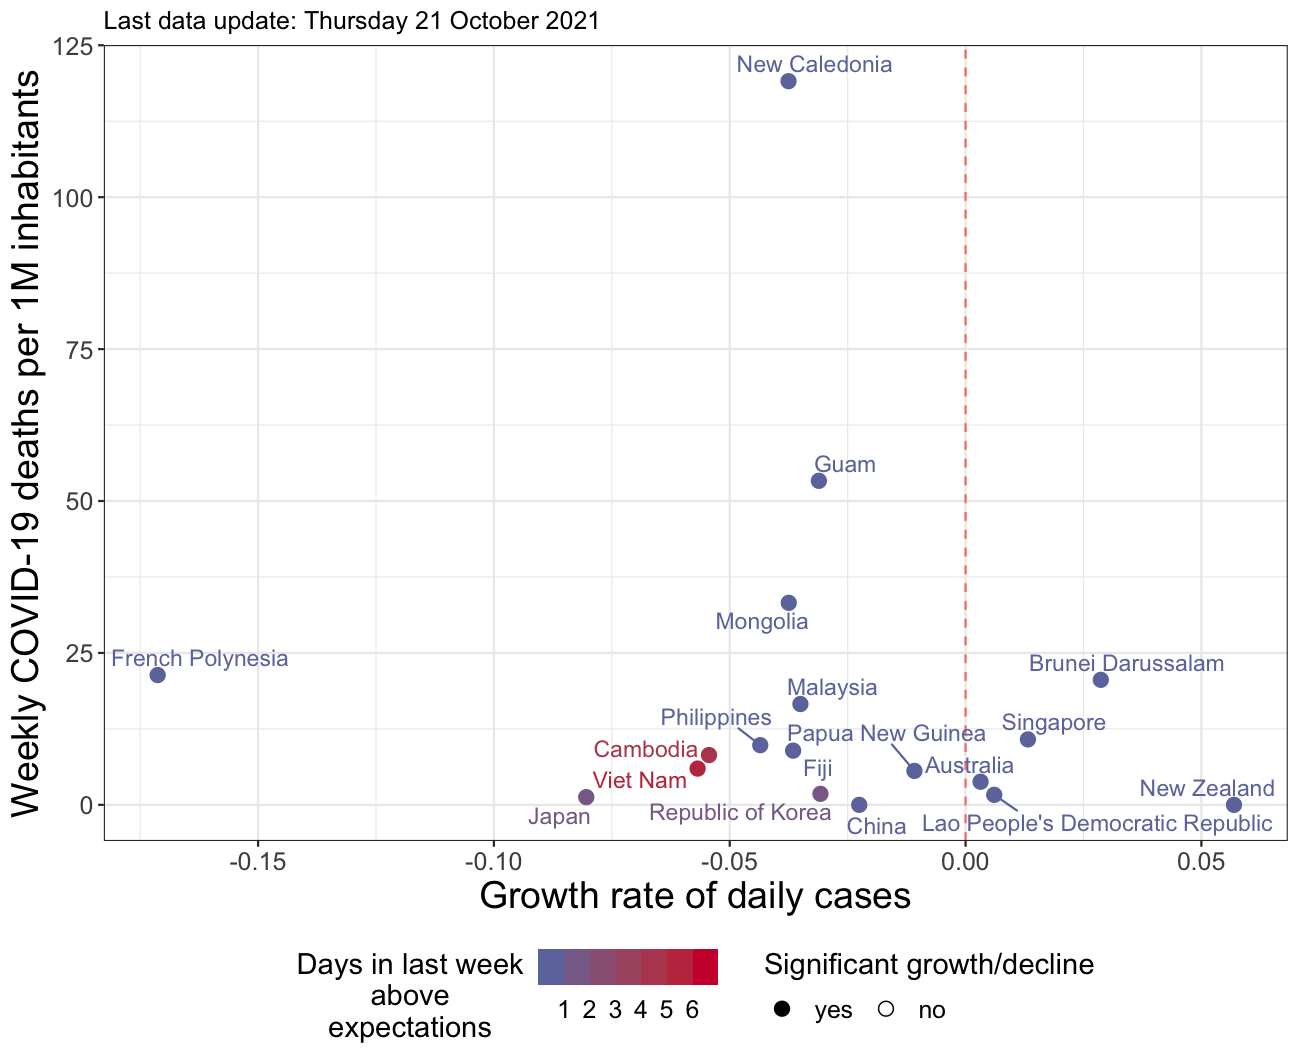 Last data update: Thursday 21 October 2021
125
100
75
50
25
0
Weekly COVID-19 deaths per 1M inhabitants
New Caledonia
Guam
Mongolia
French Polynesia
Brunei Darussalam
Malaysia
Philippines
Singapore
Papua New Guinea
Cambodia
Fiji
Australia
Viet Nam
New Zealand
Japan
Republic of Korea
China
Lao People's Democratic Republic
-0.15 -0.10 -0.05 0.00 0.05
Growth rate of daily cases
Days in last week
above
expectations
1 2 3 4 5 6
Significant growth/decline
yes no